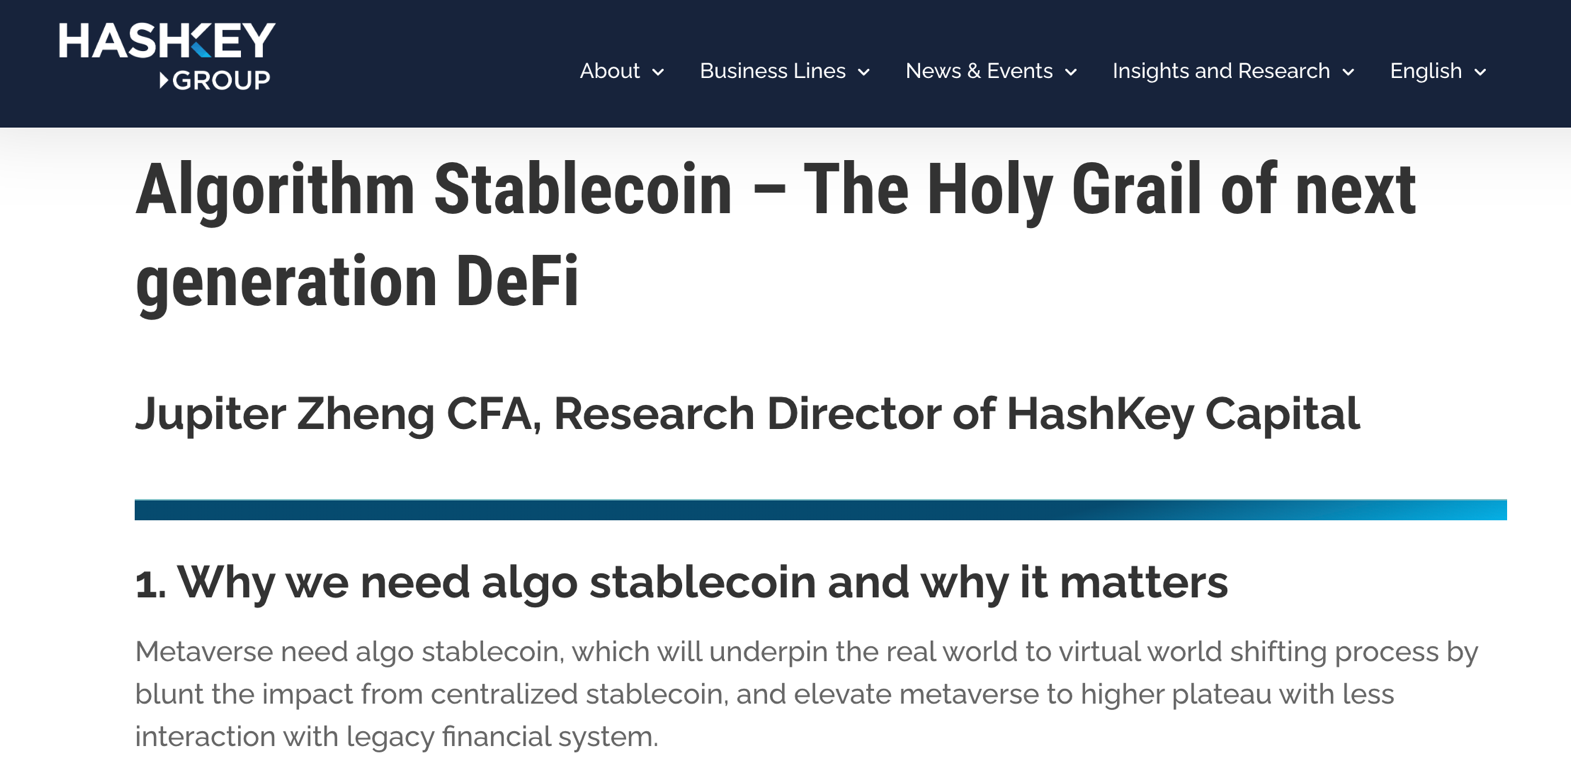 HASHKEY
GROUP
About
Business Lines
News & Events
Insights and Research
English
Algorithm Stablecoin – The Holy Grail of next
generation DeFi
Jupiter Zheng CFA, Research Director of HashKey Capital
1. Why we need algo stablecoin and why it matters
Metaverse need algo stablecoin, which will underpin the real world to virtual world shifting process by
blunt the impact from centralized stablecoin, and elevate metaverse to higher plateau with less
interaction with legacy financial system.